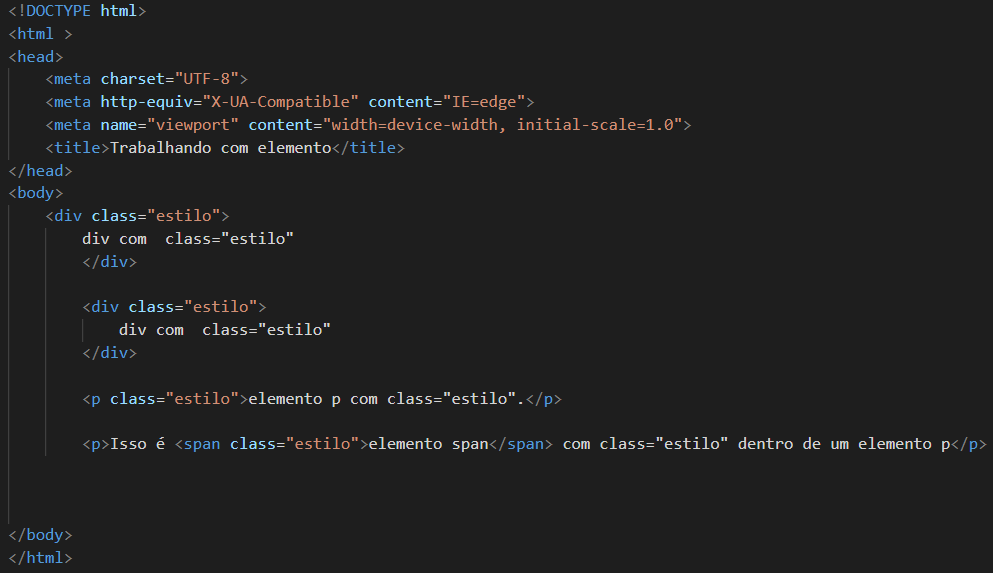 <!DOCTYPE html>
<html >
<head>
    <meta charset="UTF-8">
    <meta http-equiv="X-UA-Compatible" content="IE=edge">
    <meta name="viewport" content="width=device-width, initial-scale=1.0">
    <title>Trabalhando com elemento</title>
</head>
<body>
    <div class="estilo">
        div com  class="estilo"
        </div>

        <div class="estilo">
            div com  class="estilo"
        </div>

        <p class="estilo">elemento p com class="estilo".</p>

        <p>Isso é <span class="estilo">elemento span</span> com class="estilo" dentro de um elemento p</p>



</body>
</html>